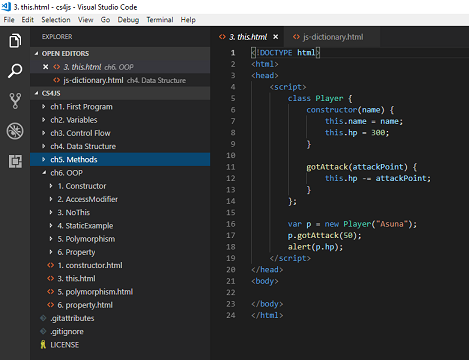 3. this.html - cs4js - Visual Studio Code
File Edit Selection View Go Debug Terminal Help
EXPLORER
OPEN EDITORS
3. this.html ch6. OOP
js-dictionary.html ch4. Data Structure
CS4JS
ch1. First Program
ch2. Variables
ch3. Control Flow
ch4. Data Structure
ch5. Methods
ch6. OOP
1. Constructor
2. AccessModifier
3. NoThis
4. StaticExample
5. Polymorphism
6. Property
1. constructor.html
3. this.html
5. polymorphism.html
6. property.html
.gitattributes
.gitignore
LICENSE
3. this.html js-dictionary.html
1 <!DOCTYPE html>
2 <html>
3 <head>
4 <script>
5 class Player {
6 constructor(name) {
7 this.name = name;
8 this.hp = 300;
9 }
10
11 gotAttack(attackPoint) {
12 this.hp -= attackPoint;
13 }
14 };
15
16 var p = new Player("Asuna");
17 p.gotAttack(50);
18 alert(p.hp);
19 </script>
20 </head>
21 <body>
22
23 </body>
24 </html>